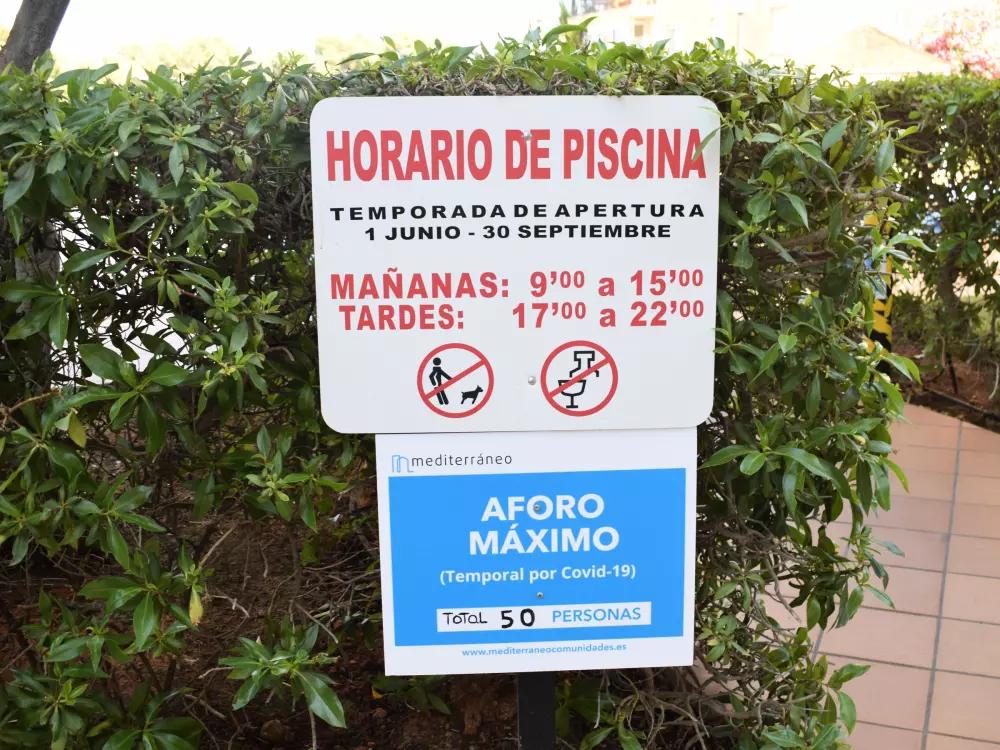 HORARIO DE PISCINA
TEMPORADA DE APERTURA
1 JUNIO - 30 SEPTIEMBRE
MAÑANAS: 9'00 a 15'00
TARDES: 17'00 a 22'00
mediterráneo
AFORO
MÁXIMO
(Temporal por Covid-19)
TOTAL 50 PERSONAS
www.mediterraneocomunidades.es